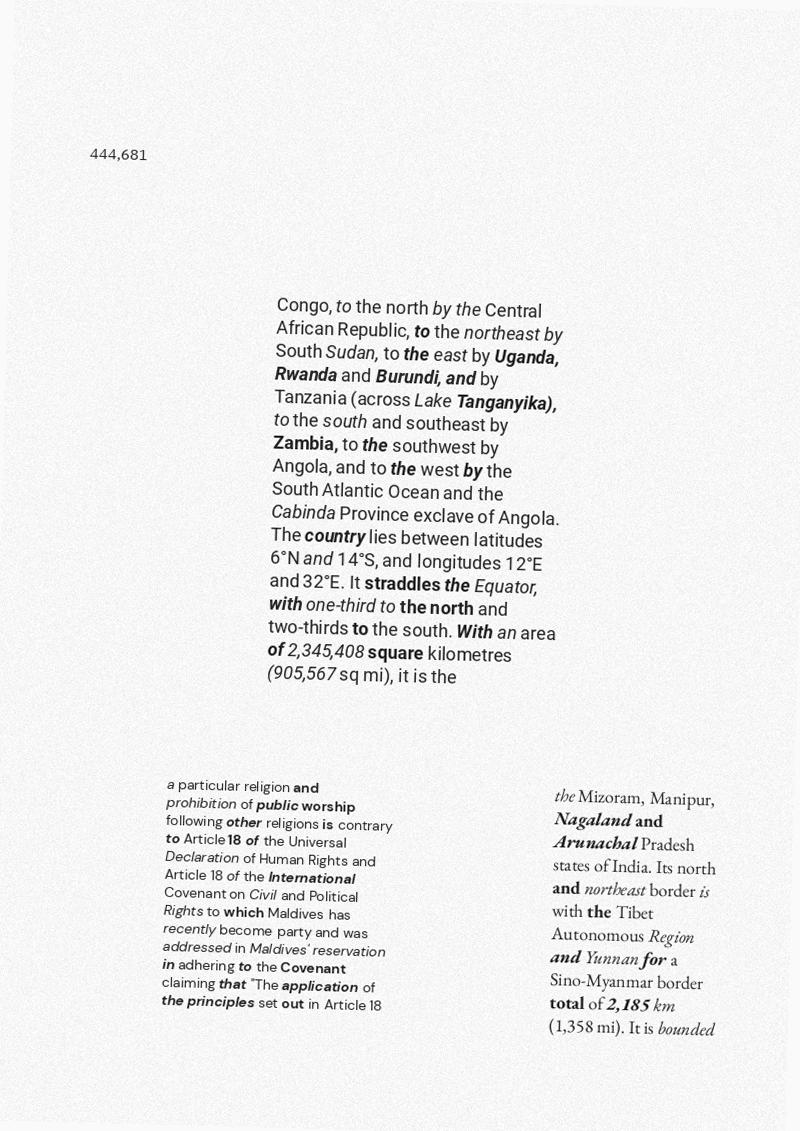 444,681
Congo, to the north by the Central
African Republic, to the northeast by
South Sudan, to the east by Uganda,
Rwanda and Burundi, and by
Tanzania (across Lake Tanganyika),
to the south and southeast by
Zambia, to the southwest by
Angola, and to the west by the
South Atlantic Ocean and the
Cabinda Province exclave of Angola.
The country lies between latitudes
6°N and 14°S, and longitudes 12°E
and 32°E. It straddles the Equator,
with one-third to the north and
two-thirds to the south. With an area
of 2,345,408 square kilometres
(905,567 sq mi), it is the
a particular religion and
prohibition of public worship
following other religions is contrary
to Article 18 of the Universal
Declaration of Human Rights and
Article 18 of the International
Covenant on Civil and Political
Rights to which Maldives has
recently become party and was
addressed in Maldives' reservation
in adhering to the Covenant
claiming that "The application of
the principles set out in Article 18
the Mizoram, Manipur,
Nagaland and
Arunachal Pradesh
states of India. Its north
and northeast border is
with the Tibet
Autonomous Region
and Yunnan for a
Sino-Myanmar border
total of 2,185 km
(1,358 mi). It is bounded